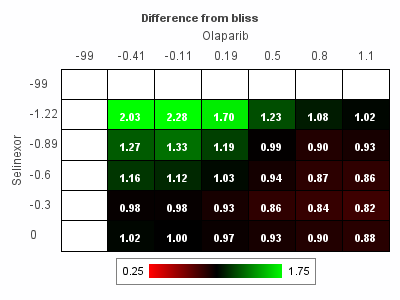 Difference from bliss
Olaparib
-99 -0.41 -0.11 0.19 0.5 0.8 1.1
Selinexor
-99
-1.22 2.03 2.28 1.70 1.23 1.08 1.02
-0.89 1.27 1.33 1.19 0.99 0.90 0.93
-0.6 1.16 1.12 1.03 0.94 0.87 0.86
-0.3 0.98 0.98 0.93 0.86 0.84 0.82
0 1.02 1.00 0.97 0.93 0.90 0.88
0.25 1.75